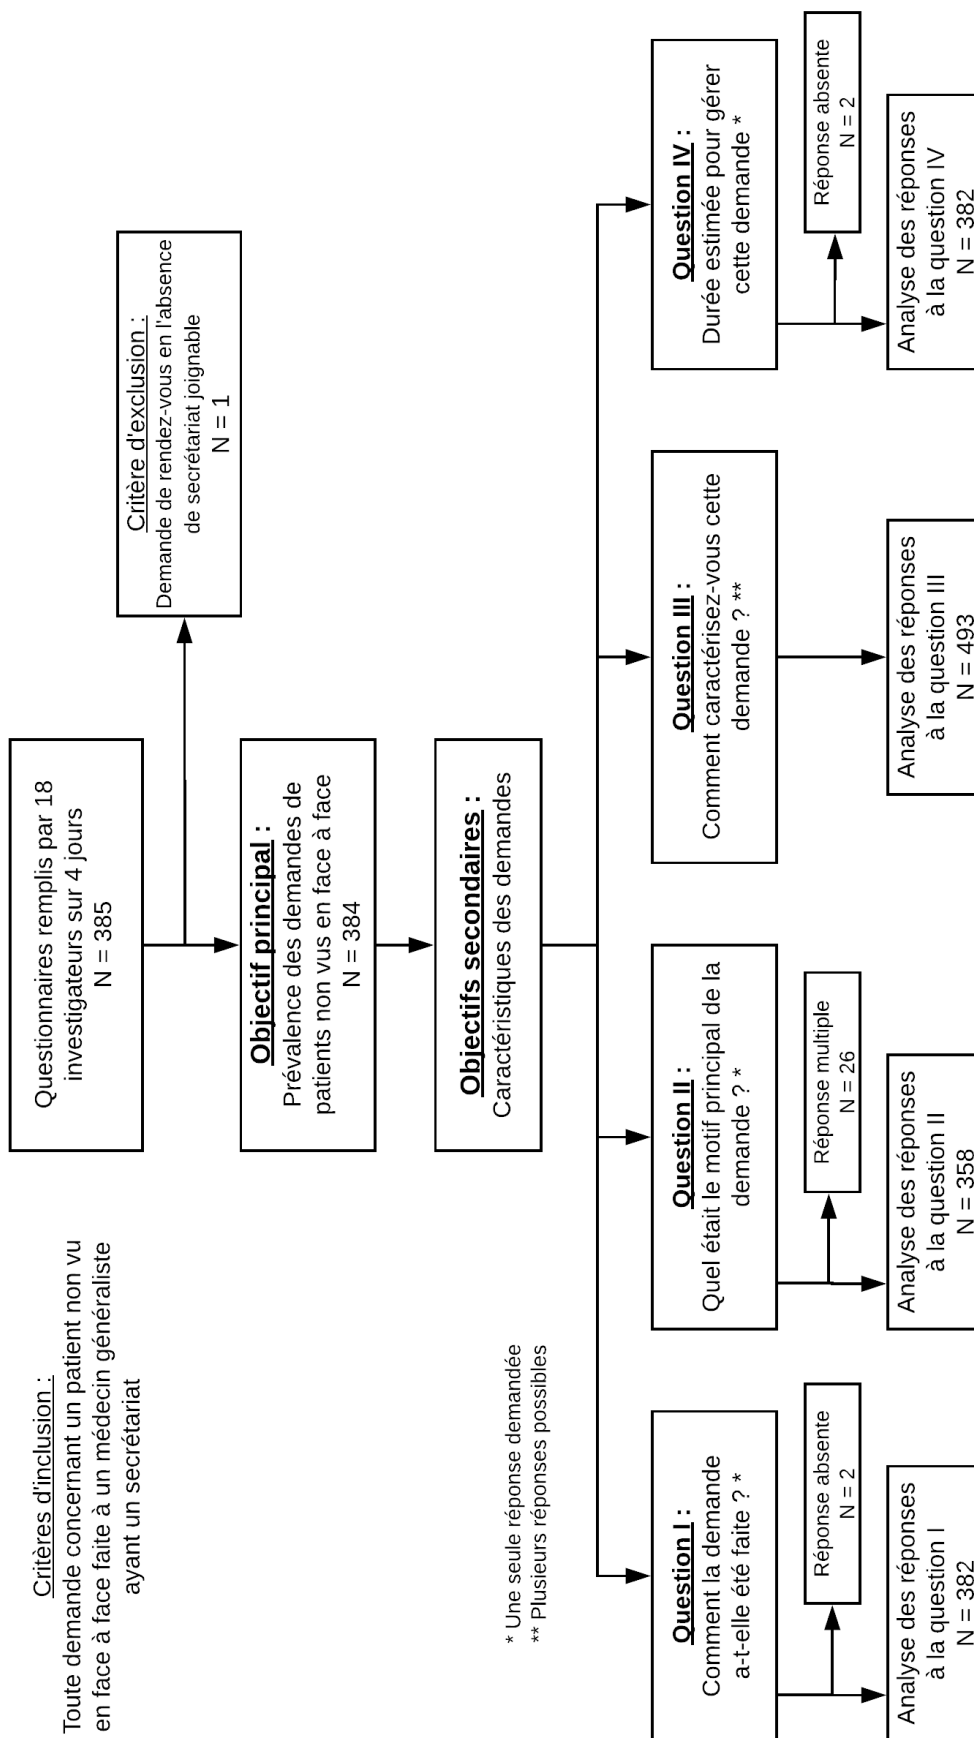 Critères d'inclusion :
Toute demande concernant un patient non vu
en face à face faite à un médecin généraliste
ayant un secrétariat
Questionnaires remplis par 18
investigateurs sur 4 jours
N = 385
Critère d'exclusion :
Demande de rendez-vous en l'absence
de secrétariat joignable
N = 1
Objectif principal :
Prévalence des demandes de
patients non vus en face à face
N = 384
Objectifs secondaires :
Caractéristiques des demandes
* Une seule réponse demandée
** Plusieurs réponses possibles
Question I :
Comment la demande
a-t-elle été faite ? *
Réponse absente
N = 2
Analyse des réponses
à la question I
N = 382
Question II :
Quel était le motif principal de la
demande ? *
Réponse multiple
N = 26
Analyse des réponses
à la question II
N = 358
Question III :
Comment caractérisez-vous cette
demande ? **
Analyse des réponses
à la question III
N = 493
Question IV :
Durée estimée pour gérer
cette demande *
Réponse absente
N = 2
Analyse des réponses
à la question IV
N = 382